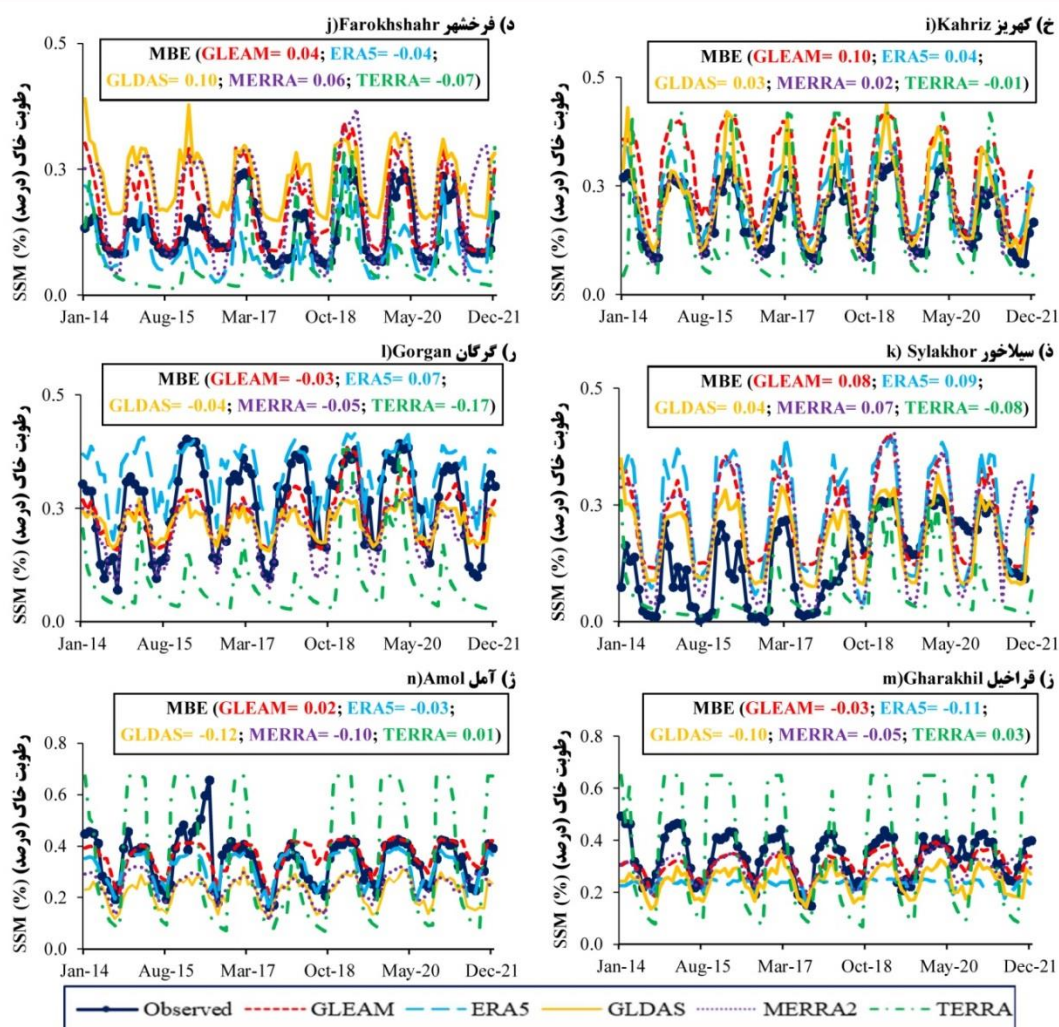 j)Farokhshahr د) فرخشهر
MBE (GLEAM= 0.04; ERA5= -0.04;
GLDAS= 0.10; MERRA= 0.06; TERRA= -0.07)
0.5
0.3
0.0
رطوبت خاک (درصد) SSM (%)
Jan-14 Aug-15 Mar-17 Oct-18 May-20 Dec-21
i)Kahriz خ) کهریز
MBE (GLEAM= 0.10; ERA5= 0.04;
GLDAS= 0.03; MERRA= 0.02; TERRA= -0.01)
0.5
0.3
0.0
رطوبت خاک (درصد) SSM (%)
Jan-14 Aug-15 Mar-17 Oct-18 May-20 Dec-21
l)Gorgan ر) گرگان
MBE (GLEAM= -0.03; ERA5= 0.07;
GLDAS= -0.04; MERRA= -0.05; TERRA= -0.17)
0.5
0.3
0.0
رطوبت خاک (درصد) SSM (%)
Jan-14 Aug-15 Mar-17 Oct-18 May-20 Dec-21
k) Sylakhor ذ) سیلاخور
MBE (GLEAM= 0.08; ERA5= 0.09;
GLDAS= 0.04; MERRA= 0.07; TERRA= -0.08)
0.5
0.3
0.0
رطوبت خاک (درصد) SSM (%)
Jan-14 Aug-15 Mar-17 Oct-18 May-20 Dec-21
n)Amol ژ) آمل
MBE (GLEAM= 0.02; ERA5= -0.03;
GLDAS= -0.12; MERRA= -0.10; TERRA= 0.01)
0.8
0.6
0.4
0.2
0.0
رطوبت خاک (درصد) SSM (%)
Jan-14 Aug-15 Mar-17 Oct-18 May-20 Dec-21
m)Gharakhil ز) قراخیل
MBE (GLEAM= -0.03; ERA5= -0.11;
GLDAS= -0.10; MERRA= -0.05; TERRA= 0.03)
0.8
0.6
0.4
0.2
0.0
رطوبت خاک (درصد) SSM (%)
Jan-14 Aug-15 Mar-17 Oct-18 May-20 Dec-21
Observed GLEAM ERA5 GLDAS MERRA2 TERRA